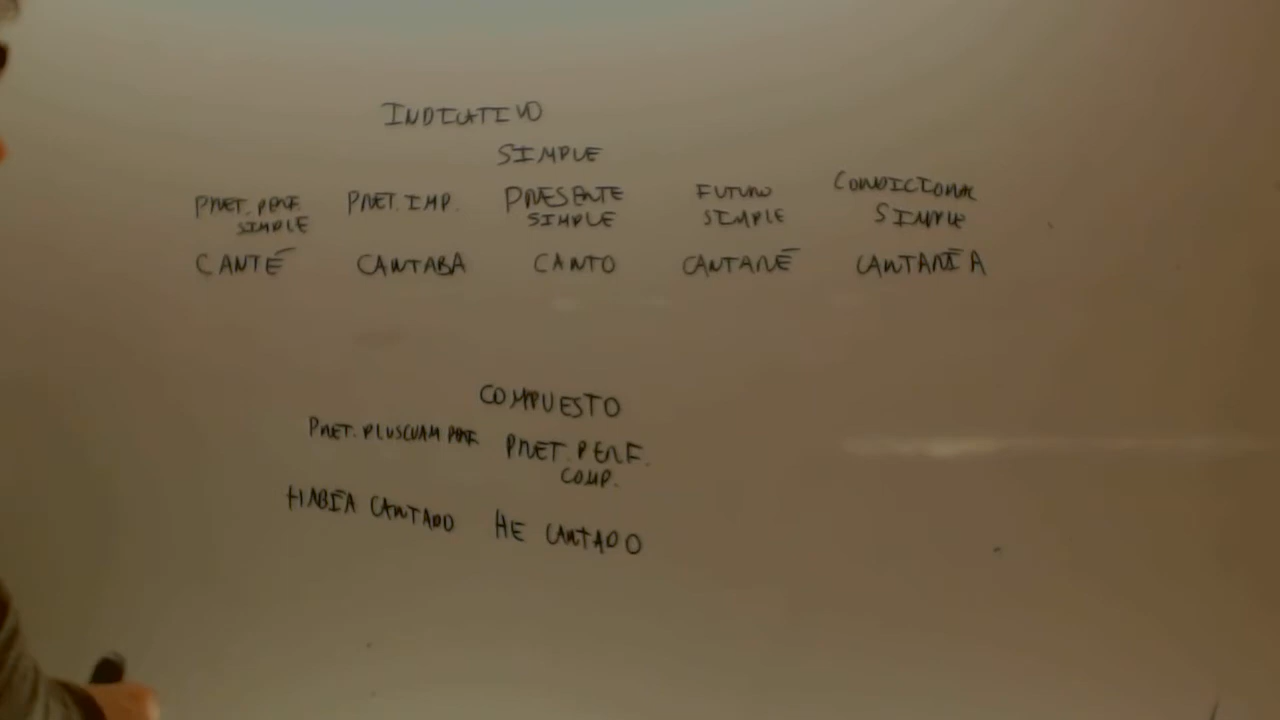 INDICATIVO
SIMPLE
PRET. PERF. SIMPLE PRET. IMP. PRESENTE SIMPLE FUTURO SIMPLE CONDICIONAL SIMPLE
CANTÉ CANTABA CANTO CANTARÉ CANTARÍA
COMPUESTO
PRET. PLUSCUAMPERF. PRET. PERF. COMP.
HABÍA CANTADO HE CANTADO